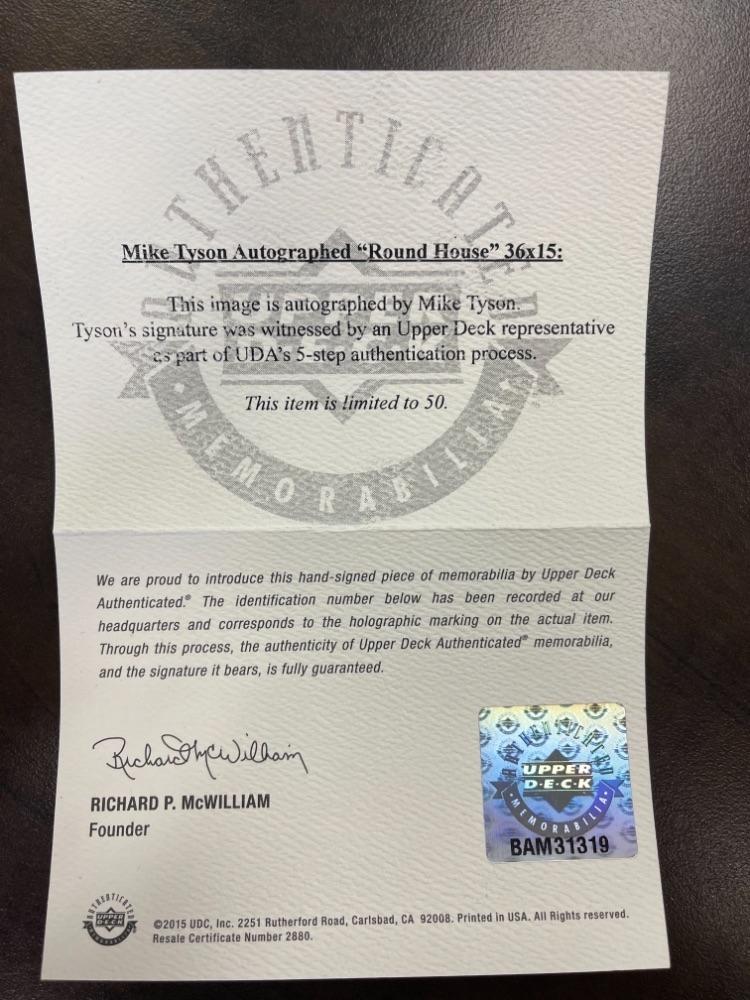 AUTHENTICATED
Mike Tyson Autographed “Round House” 36x15:
This image is autographed by Mike Tyson.
Tyson’s signature was witnessed by an Upper Deck representative
as part of UDA’s 5-step authentication process.
This item is limited to 50.
MEMORABILIA
We are proud to introduce this hand-signed piece of memorabilia by Upper Deck
Authenticated.® The identification number below has been recorded at our
headquarters and corresponds to the holographic marking on the actual item.
Through this process, the authenticity of Upper Deck Authenticated® memorabilia,
and the signature it bears, is fully guaranteed.
Richard McWilliam
RICHARD P. McWILLIAM
Founder
AUTHENTICATED
UPPER
D·E·C·K
MEMORABILIA
BAM31319
AUTHENTICATED
UPPER
DECK
©2015 UDC, Inc. 2251 Rutherford Road, Carlsbad, CA 92008. Printed in USA. All Rights reserved.
Resale Certificate Number 2880.